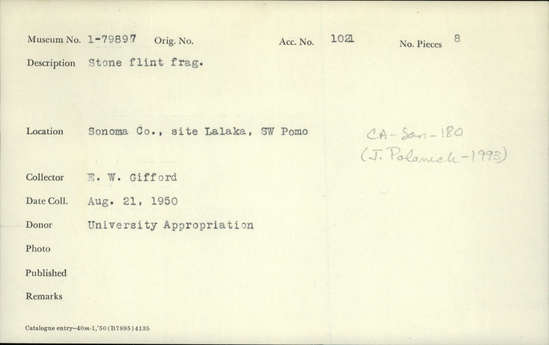 Museum No. 1-79897 Orig. No. Acc. No. 1021 No. Pieces 8
Description Stone flint frag.
Location Sonoma Co., site Lalaka, SW Pomo
CA-Son-180
(J. Polanich-1993)
Collector E. W. Gifford
Date Coll. Aug. 21, 1950
Donor University Appropriation
Photo
Published
Remarks
Catalogue entry—40m-1,'50(B7895)4135